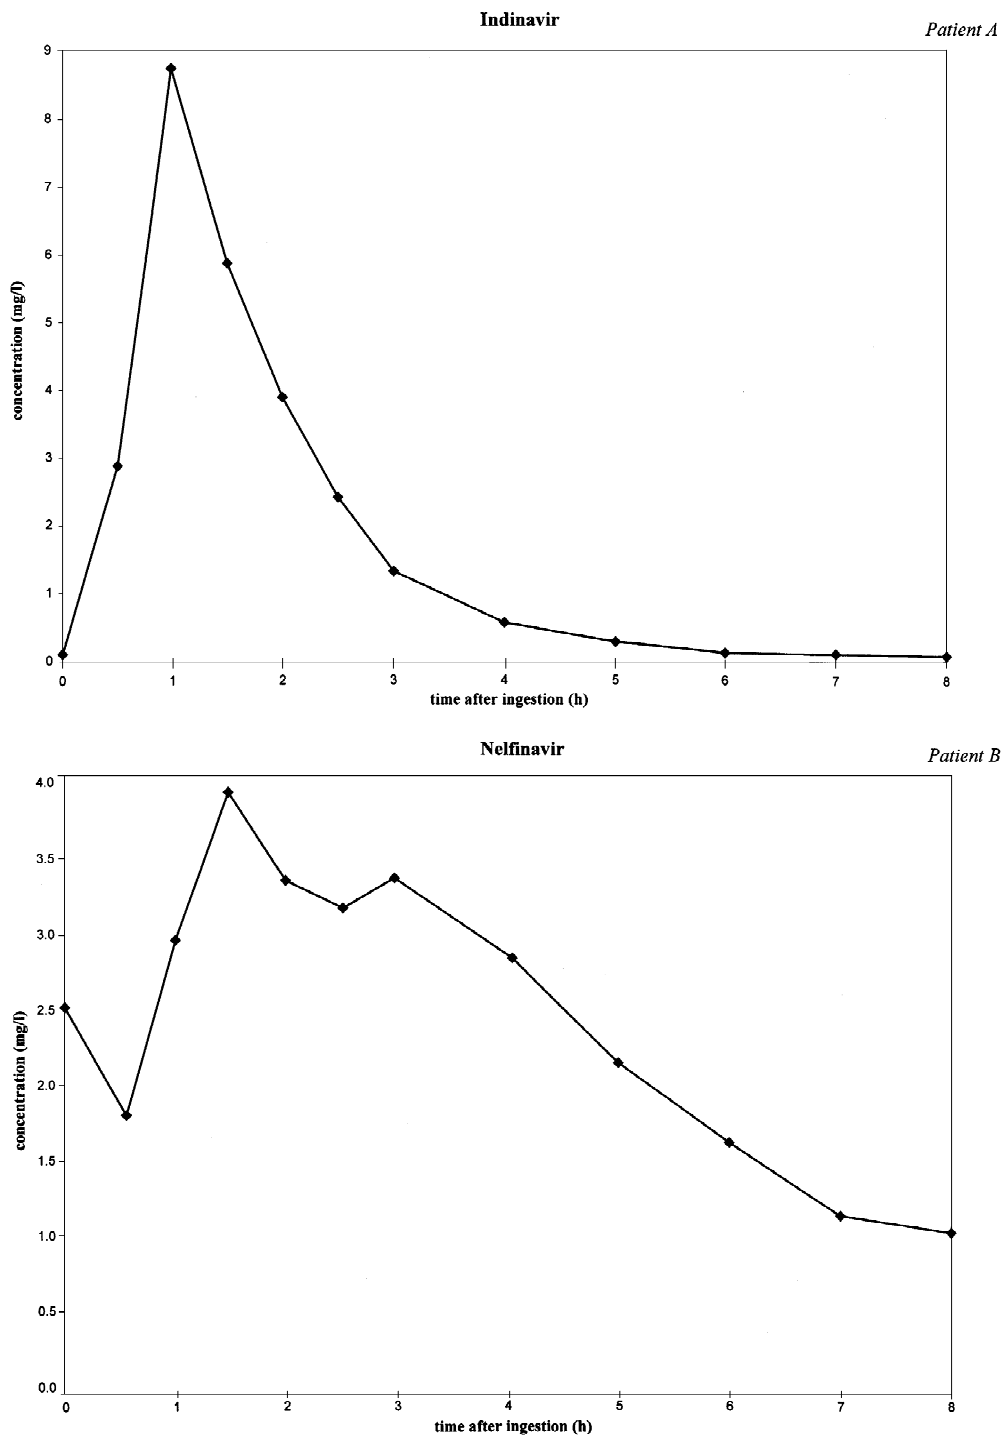 Indinavir
Patient A
9
8
7
6
5
4
3
2
1
0
concentration (mg/l)
0 1 2 3 4 5 6 7 8
time after ingestion (h)
Nelfinavir
Patient B
4.0
3.5
3.0
2.5
2.0
1.5
1.0
0.5
0.0
concentration (mg/l)
0 1 2 3 4 5 6 7 8
time after ingestion (h)